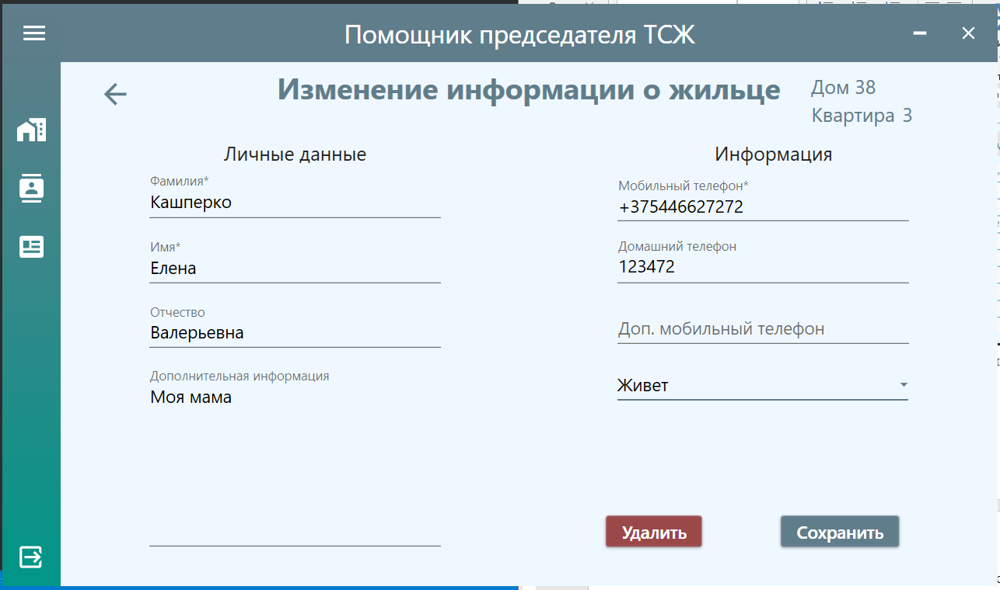 Помощник председателя ТСЖ
Изменение информации о жильце
Дом 38
Квартира 3
Личные данные
Фамилия*
Кашперко
Имя*
Елена
Отчество
Валерьевна
Дополнительная информация
Моя мама
Информация
Мобильный телефон*
+375446627272
Домашний телефон
123472
Доп. мобильный телефон
Живет
Удалить
Сохранить